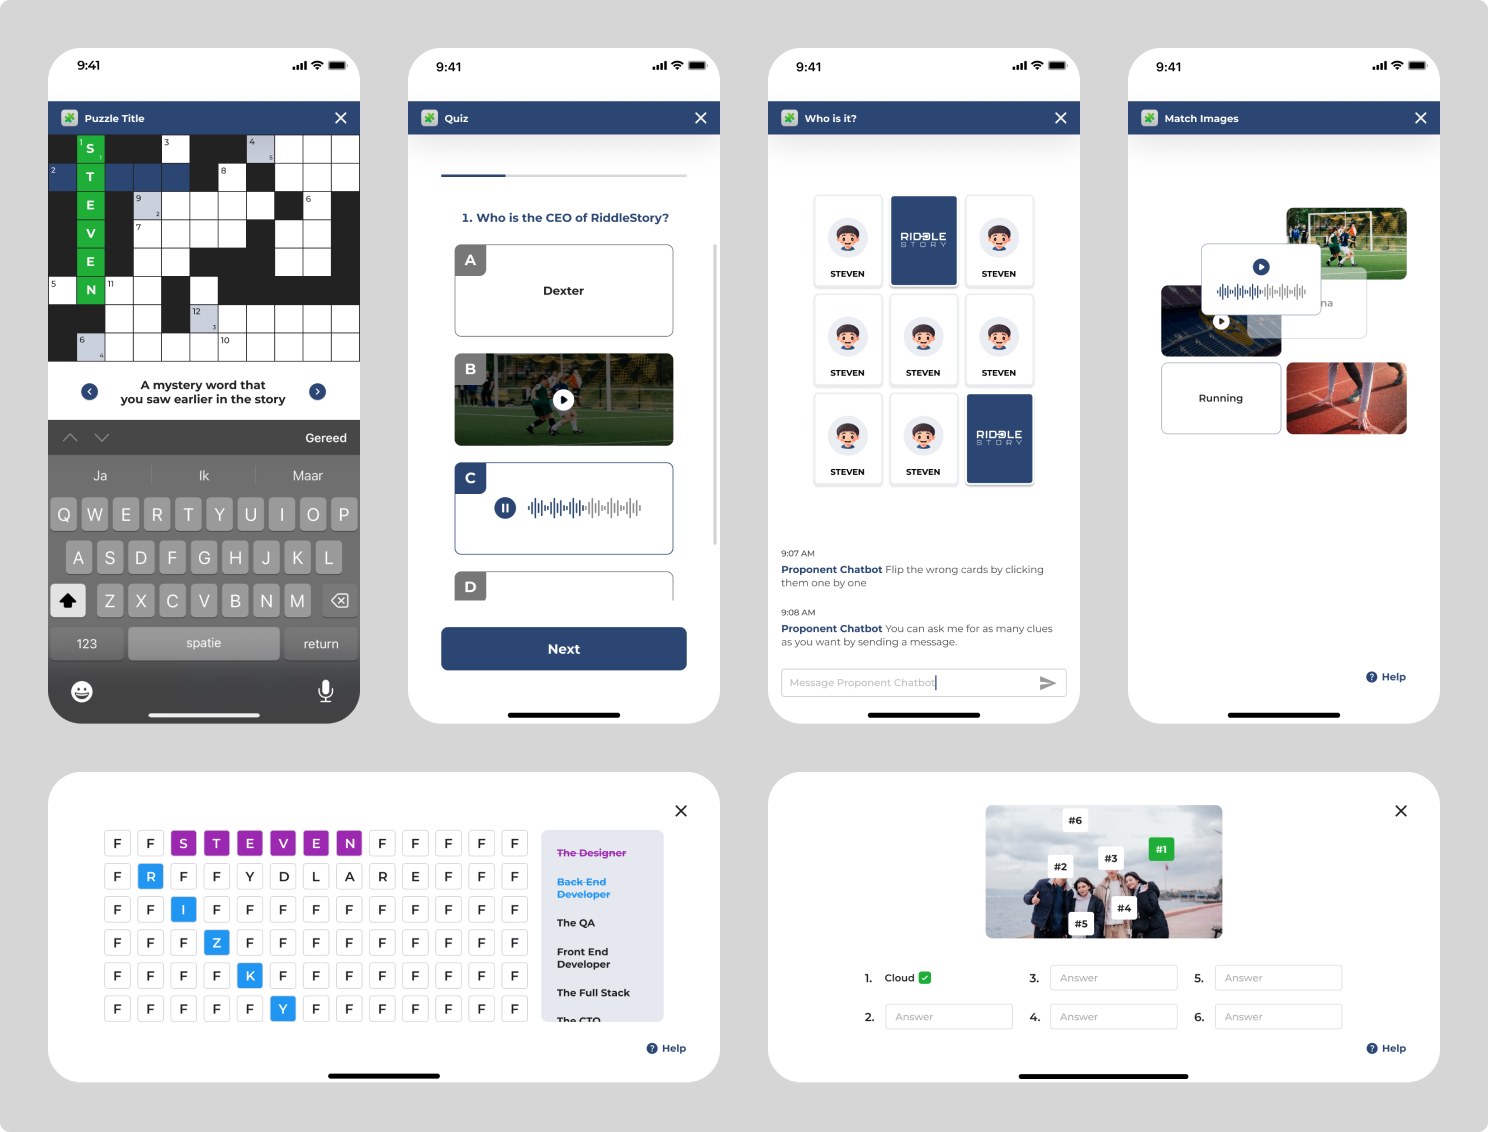 9:41
Puzzle Title
1
S
1
3
4
5
2
T
8
9
2
E
6
7
V
E
5
N
11
12
3
6
4
10
A mystery word that
you saw earlier in the story
Gereed
Ja Ik Maar
Q W E R T Y U I O P
A S D F G H J K L
Z X C V B N M
123 spatie return
9:41
Quiz
1. Who is the CEO of RiddleStory?
A
Dexter
B
C
D
Next
9:41
Who is it?
STEVEN
RIDDLE
STORY
STEVEN
STEVEN
STEVEN
STEVEN
STEVEN
STEVEN
RIDDLE
STORY
9:07 AM
Proponent Chatbot Flip the wrong cards by clicking
them one by one
9:08 AM
Proponent Chatbot You can ask me for as many clues
as you want by sending a message.
Message Proponent Chatbot
9:41
Match Images
na
Running
Help
F F S T E V E N F F F F F
F R F F Y D L A R E F F F
F F I F F F F F F F F F F
F F F Z F F F F F F F F F
F F F F K F F F F F F F F
F F F F F Y F F F F F F F
The Designer
Back End
Developer
The QA
Front End
Developer
The Full Stack
The CTO
Help
#6
#1
#3
#2
#4
#5
1. Cloud
2. Answer
3. Answer
4. Answer
5. Answer
6. Answer
Help